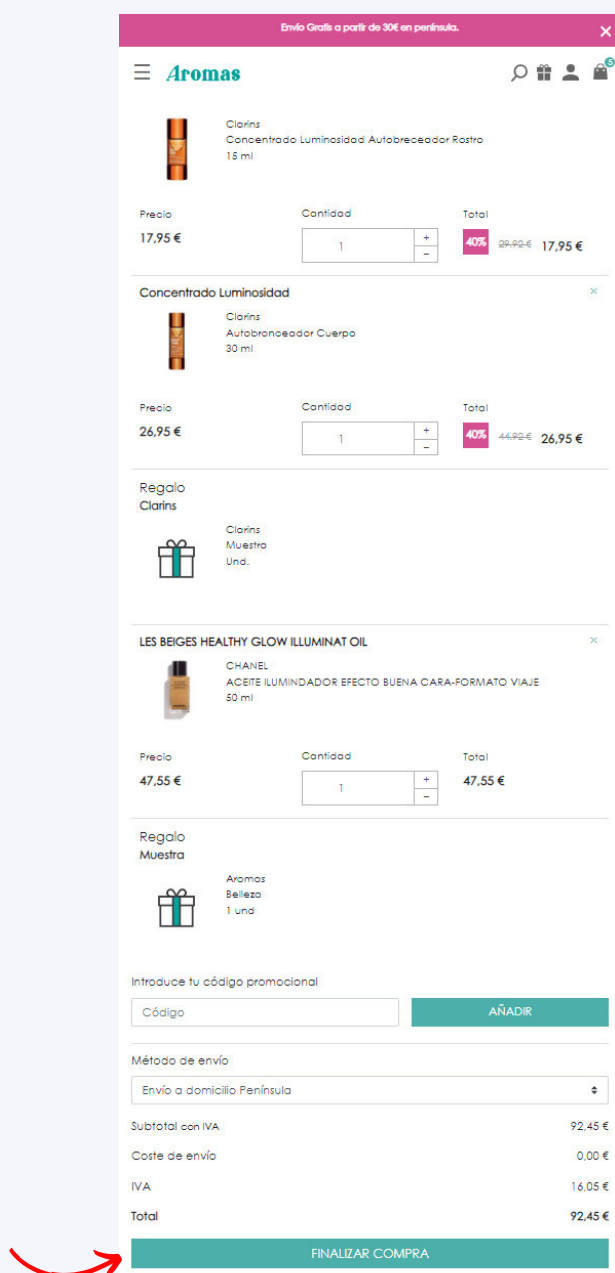 Envío Gratis a partir de 30€ en península.
Aromas
5
Clarins
Concentrado Luminosidad Autobreceador Rostro
15 ml
Precio Cantidad Total
17,95 € 1 + − 40% 29.92 € 17,95 €
Concentrado Luminosidad
Clarins
Autobronceador Cuerpo
30 ml
Precio Cantidad Total
26,95 € 1 + − 40% 44.92 € 26,95 €
Regalo
Clarins
Clarins
Muestra
Und.
LES BEIGES HEALTHY GLOW ILLUMINAT OIL
CHANEL
ACEITE ILUMINDADOR EFECTO BUENA CARA-FORMATO VIAJE
50 ml
Precio Cantidad Total
47,55 € 1 + − 47,55 €
Regalo
Muestra
Aromas
Belleza
1 und
Introduce tu código promocional
Código AÑADIR
Método de envío
Envío a domicilio Península
Subtotal con IVA 92,45 €
Coste de envío 0,00 €
IVA 16,05 €
Total 92,45 €
FINALIZAR COMPRA